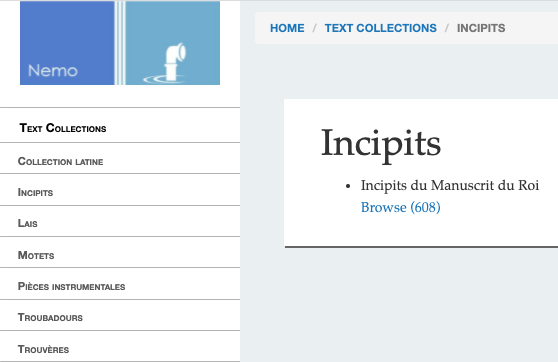 Nemo
TEXT COLLECTIONS
COLLECTION LATINE
INCIPITS
LAIS
MOTETS
PIÈCES INSTRUMENTALES
TROUBADOURS
TROUVÈRES
HOME / TEXT COLLECTIONS / INCIPITS
Incipits
• Incipits du Manuscrit du Roi
Browse (608)